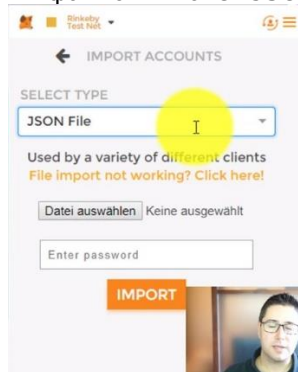 Rinkeby
Test Net
IMPORT ACCOUNTS
SELECT TYPE
JSON File
Used by a variety of different clients
File import not working? Click here!
Datei auswählen Keine ausgewählt
Enter password
IMPORT